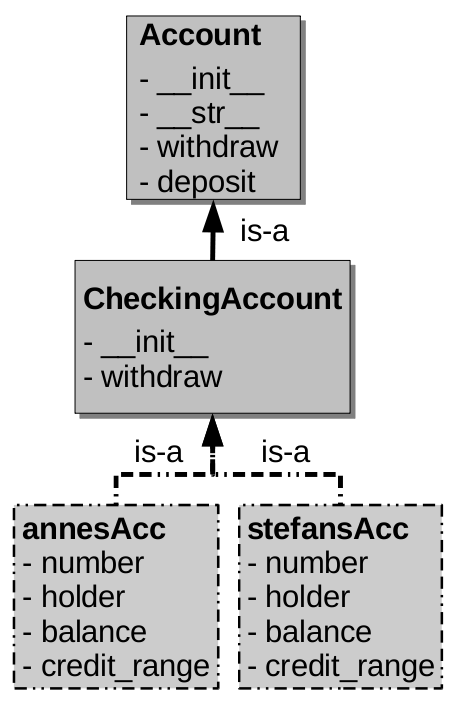 Account
- __init__
- __str__
- withdraw
- deposit
is-a
CheckingAccount
- __init__
- withdraw
is-a is-a
annesAcc
- number
- holder
- balance
- credit_range
stefansAcc
- number
- holder
- balance
- credit_range